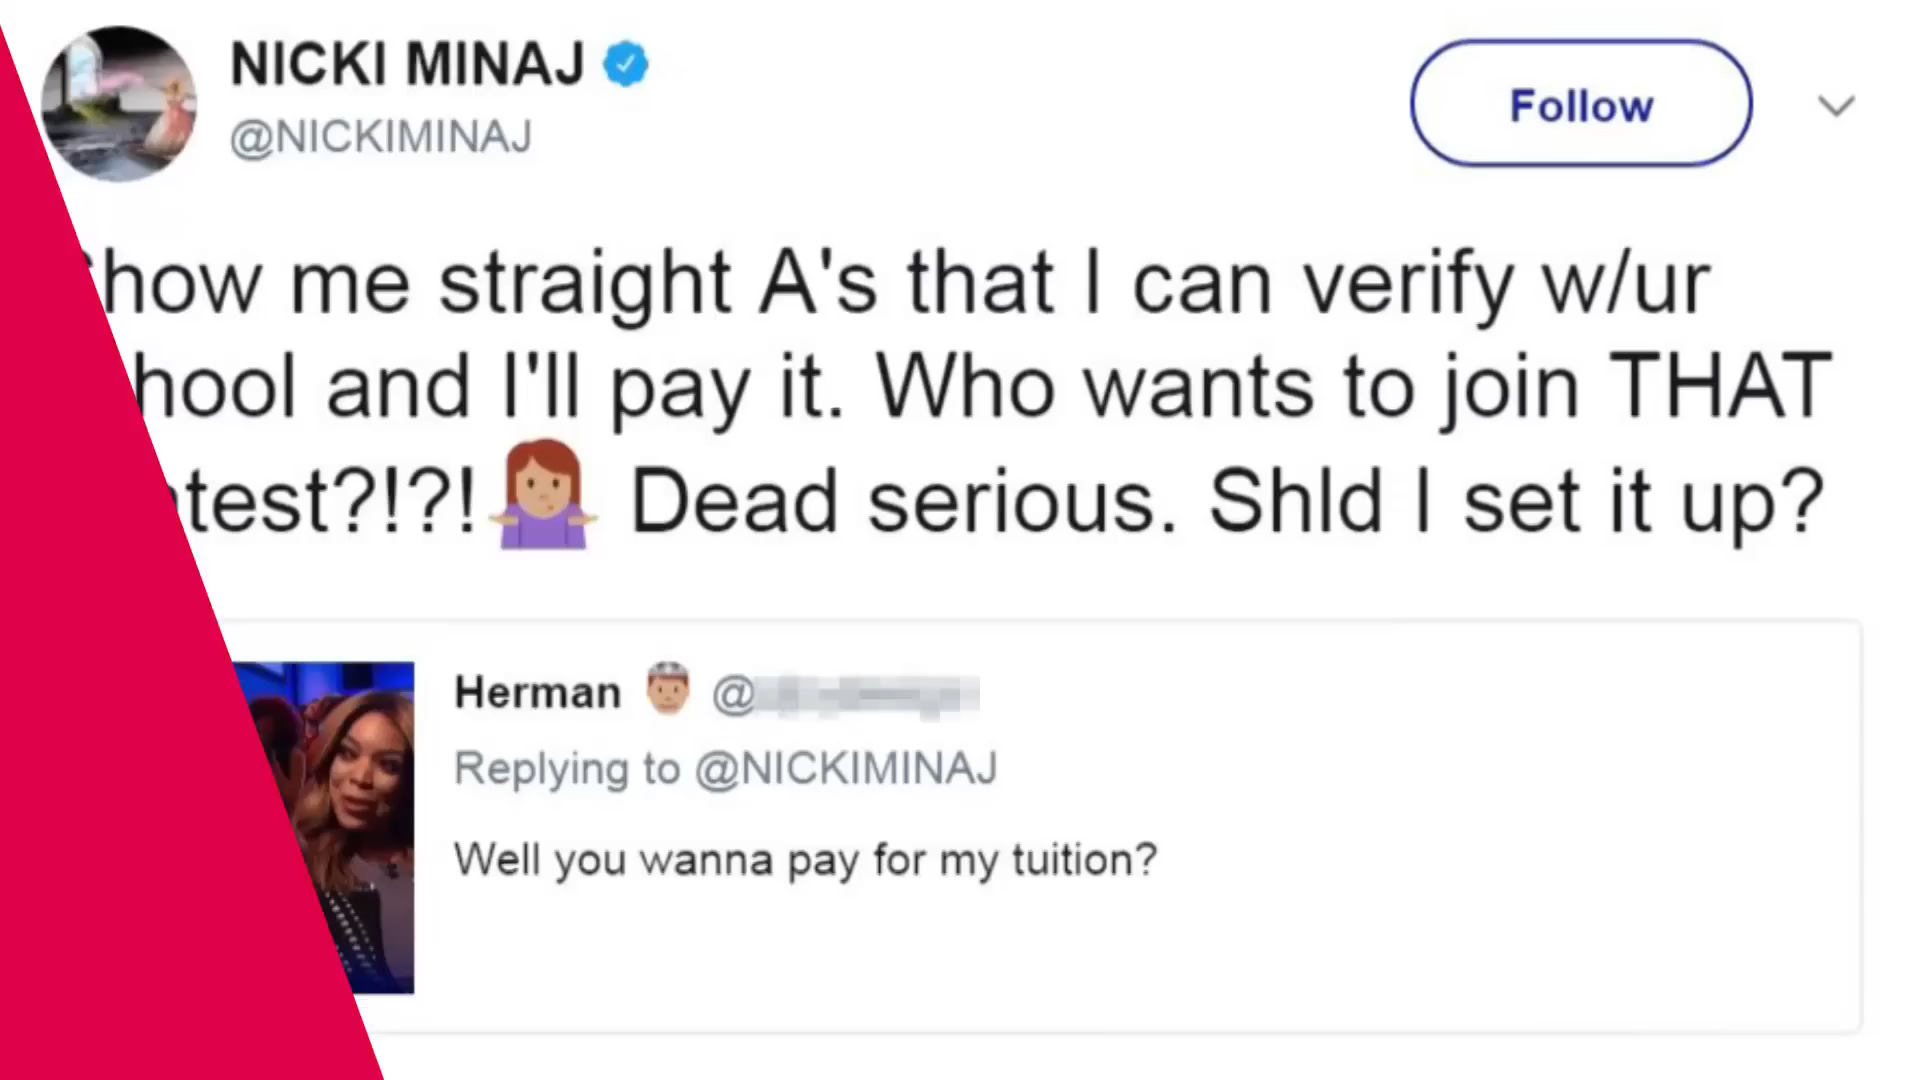 NICKI MINAJ
@NICKIMINAJ
Follow
how me straight A's that I can verify w/ur
hool and I'll pay it. Who wants to join THAT
test?!?! Dead serious. Shld I set it up?
Herman @
Replying to @NICKIMINAJ
Well you wanna pay for my tuition?